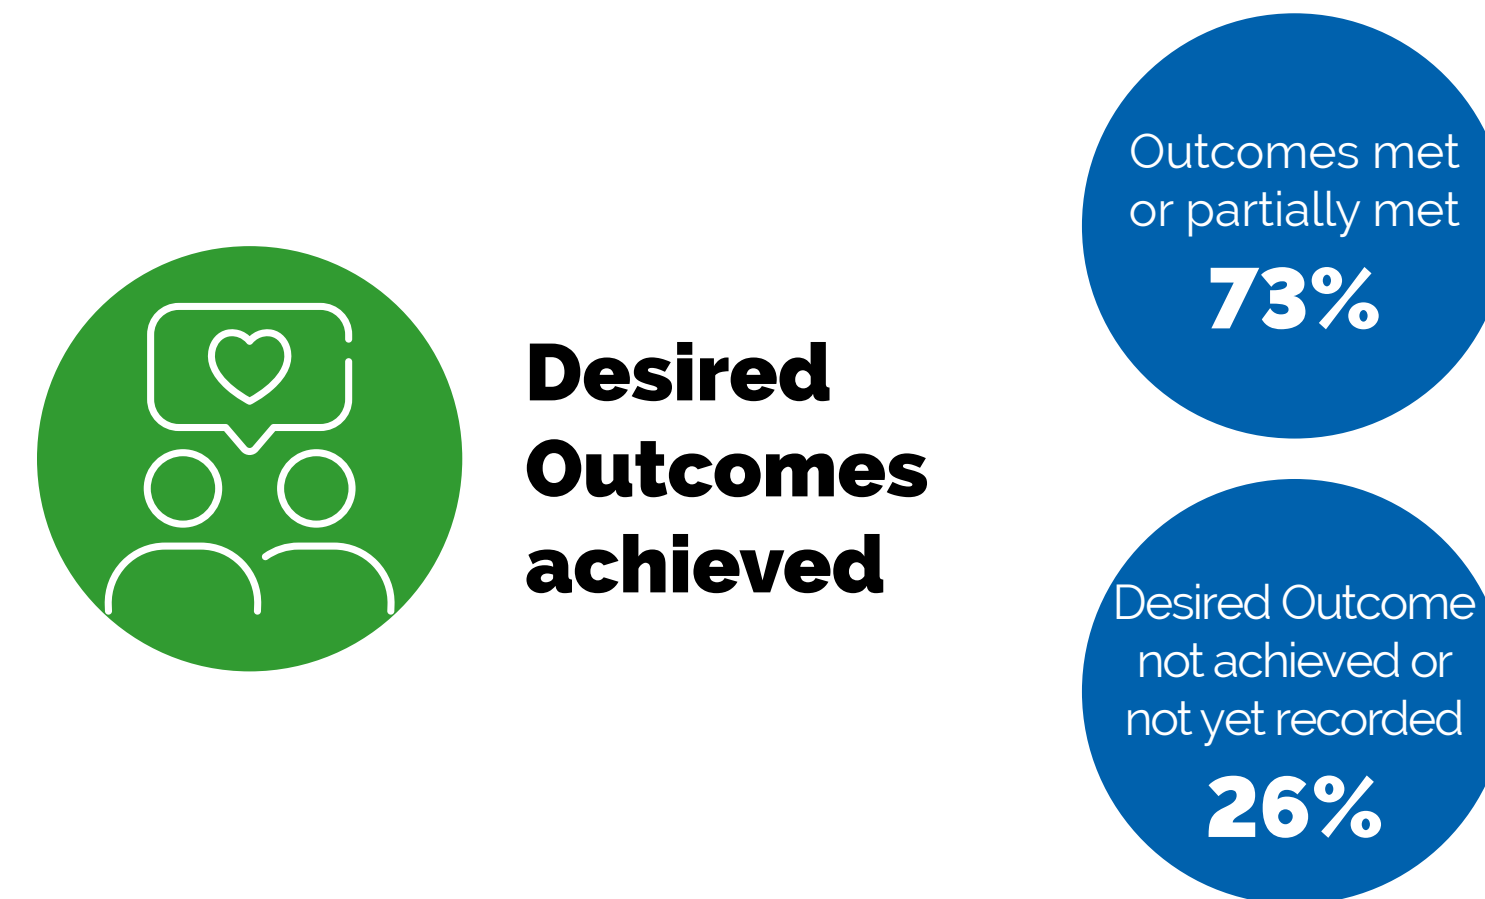 Desired
Outcomes
achieved
Outcomes met
or partially met
73%
Desired Outcome
not achieved or
not yet recorded
26%